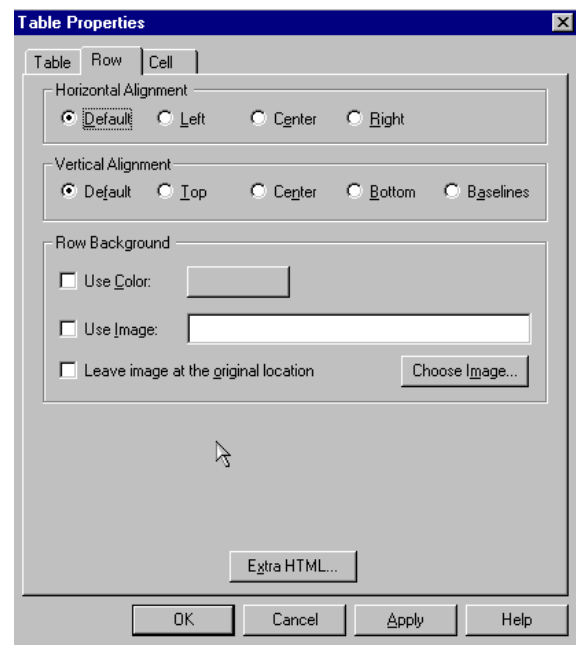 Table Properties
Table Row Cell
Horizontal Alignment
Default Left Center Right
Vertical Alignment
Default Top Center Bottom Baselines
Row Background
Use Color:
Use Image:
Leave image at the original location Choose Image...
Extra HTML...
OK Cancel Apply Help